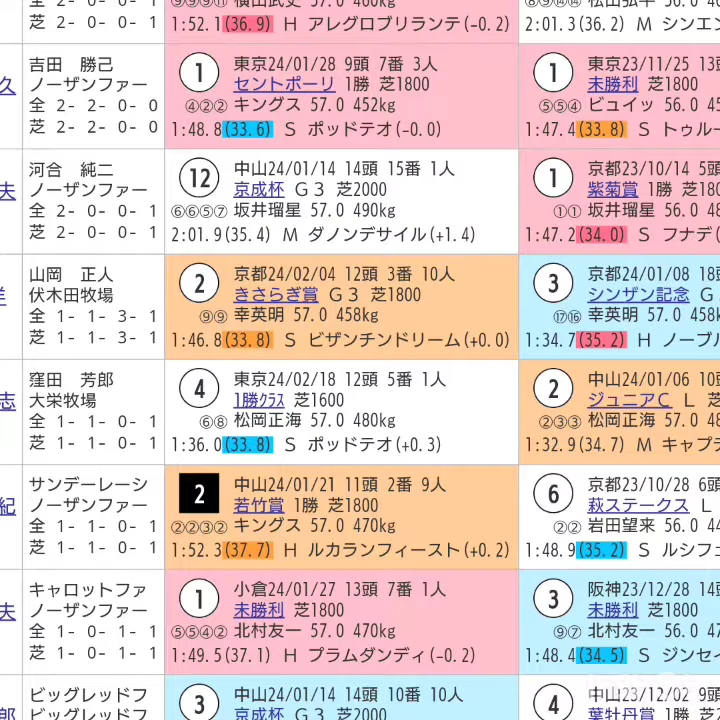 全 2- 0- 0- 1
芝 2- 0- 0- 1
1:52.1(36.9) H アレグロブリランテ(-0.2)
2:01.3(36.2) M シンエン
久
吉田 勝己
ノーザンファー
全 2- 2- 0- 0
芝 2- 2- 0- 0
1 東京24/01/28 9頭 7番 3人
セントポーリ 1勝 芝1800
④②② キングス 57.0 452kg
1:48.8(33.6) S ポッドテオ(-0.0)
1 東京23/11/25 13頭
未勝利 芝1800
⑤⑤④ ビュイッ 56.0 45
1:47.4(33.8) S トゥルー
夫
河合 純二
ノーザンファー
全 2- 0- 0- 1
芝 2- 0- 0- 1
12 中山24/01/14 14頭 15番 1人
京成杯 G3 芝2000
⑥⑥⑤⑦ 坂井瑠星 57.0 490kg
2:01.9(35.4) M ダノンデサイル(+1.4)
1 京都23/10/14 5頭
紫菊賞 1勝 芝180
①① 坂井瑠星 56.0 48
1:47.2(34.0) S フナデ(
山岡 正人
伏木田牧場
全 1- 1- 3- 1
芝 1- 1- 3- 1
2 京都24/02/04 12頭 3番 10人
きさらぎ賞 G3 芝1800
⑨⑨ 幸英明 57.0 458kg
1:46.8(33.8) S ビザンチンドリーム(+0.0)
3 京都24/01/08 18頭
シンザン記念 G
⑰⑯ 幸英明 57.0 458k
1:34.7(35.2) H ノーブル
志
窪田 芳郎
大栄牧場
全 1- 1- 0- 1
芝 1- 1- 0- 1
4 東京24/02/18 12頭 5番 1人
1勝クラス 芝1600
⑥⑧ 松岡正海 57.0 480kg
1:36.0(33.8) S ポッドテオ(+0.3)
2 中山24/01/06 10頭
ジュニアC L 芝
②③③ 松岡正海 57.0 48
1:32.9(34.7) M キャプラ
紀
サンデーレーシ
ノーザンファー
全 1- 1- 0- 1
芝 1- 1- 0- 1
2 中山24/01/21 11頭 2番 9人
若竹賞 1勝 芝1800
②②③② キングス 57.0 470kg
1:52.3(37.7) H ルカランフィースト(+0.2)
6 京都23/10/28 6頭
萩ステークス L
②② 岩田望来 56.0 44
1:48.9(35.2) S ルシフェ
夫
キャロットファ
ノーザンファー
全 1- 0- 1- 1
芝 1- 0- 1- 1
1 小倉24/01/27 13頭 7番 1人
未勝利 芝1800
⑤⑤④② 北村友一 57.0 470kg
1:49.5(37.1) H プラムダンディ(-0.2)
3 阪神23/12/28 14頭
未勝利 芝1800
⑨⑦ 北村友一 56.0 47
1:48.4(34.5) S ジンセイ
郎
ビッグレッドフ
ビッグレッドフ
3 中山24/01/14 14頭 10番 10人
京成杯 G3 芝2000
4 中山23/12/02 9頭
葉牡丹賞 1勝 芝2